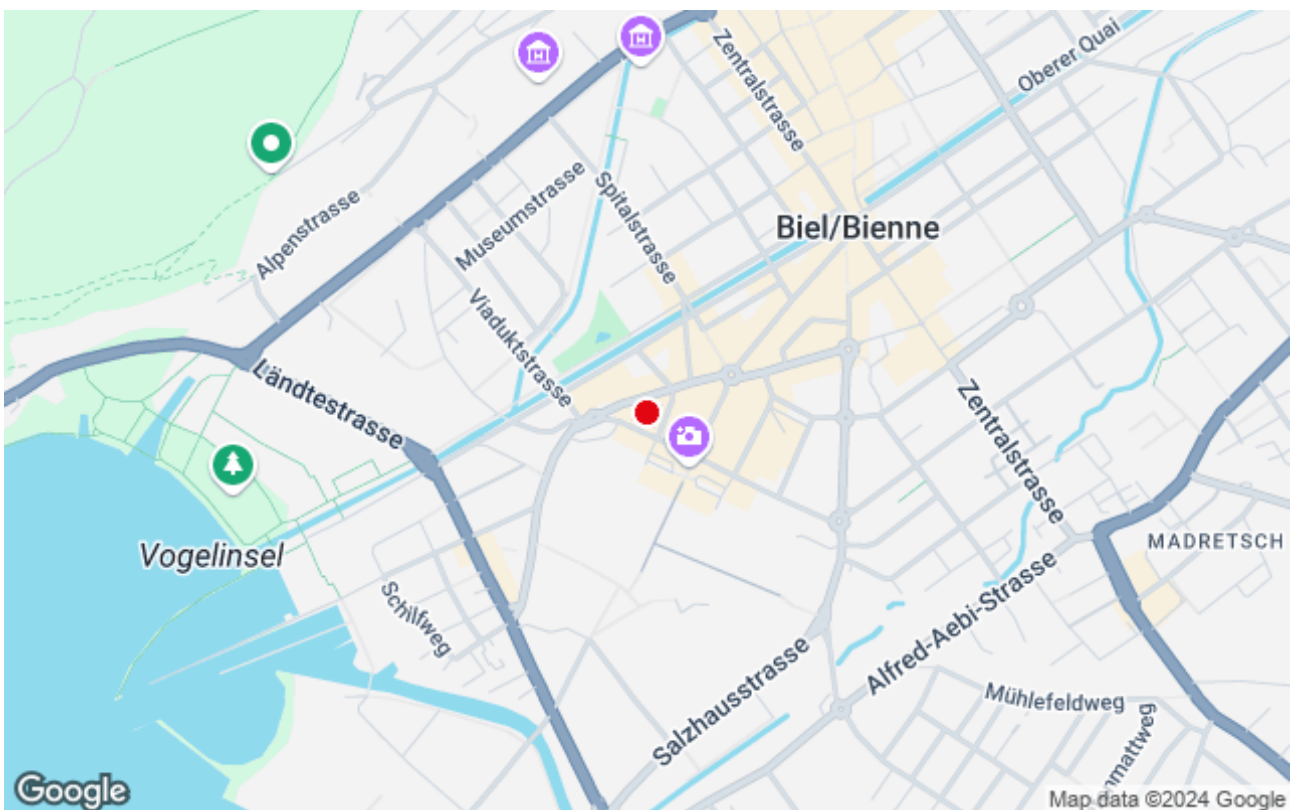 Zentralstrasse
Oberer Quai
Museumstrasse
Spitalstrasse
Alpenstrasse
Biel/Bienne
Viaduktstrasse
Ländtestrasse
Zentralstrasse
Vogelinsel
MADRETSCH
Schilfweg
Alfred-Aebi-Strasse
Salzhausstrasse
Mühlefeldweg
mattweg
Google
Map data ©2024 Google